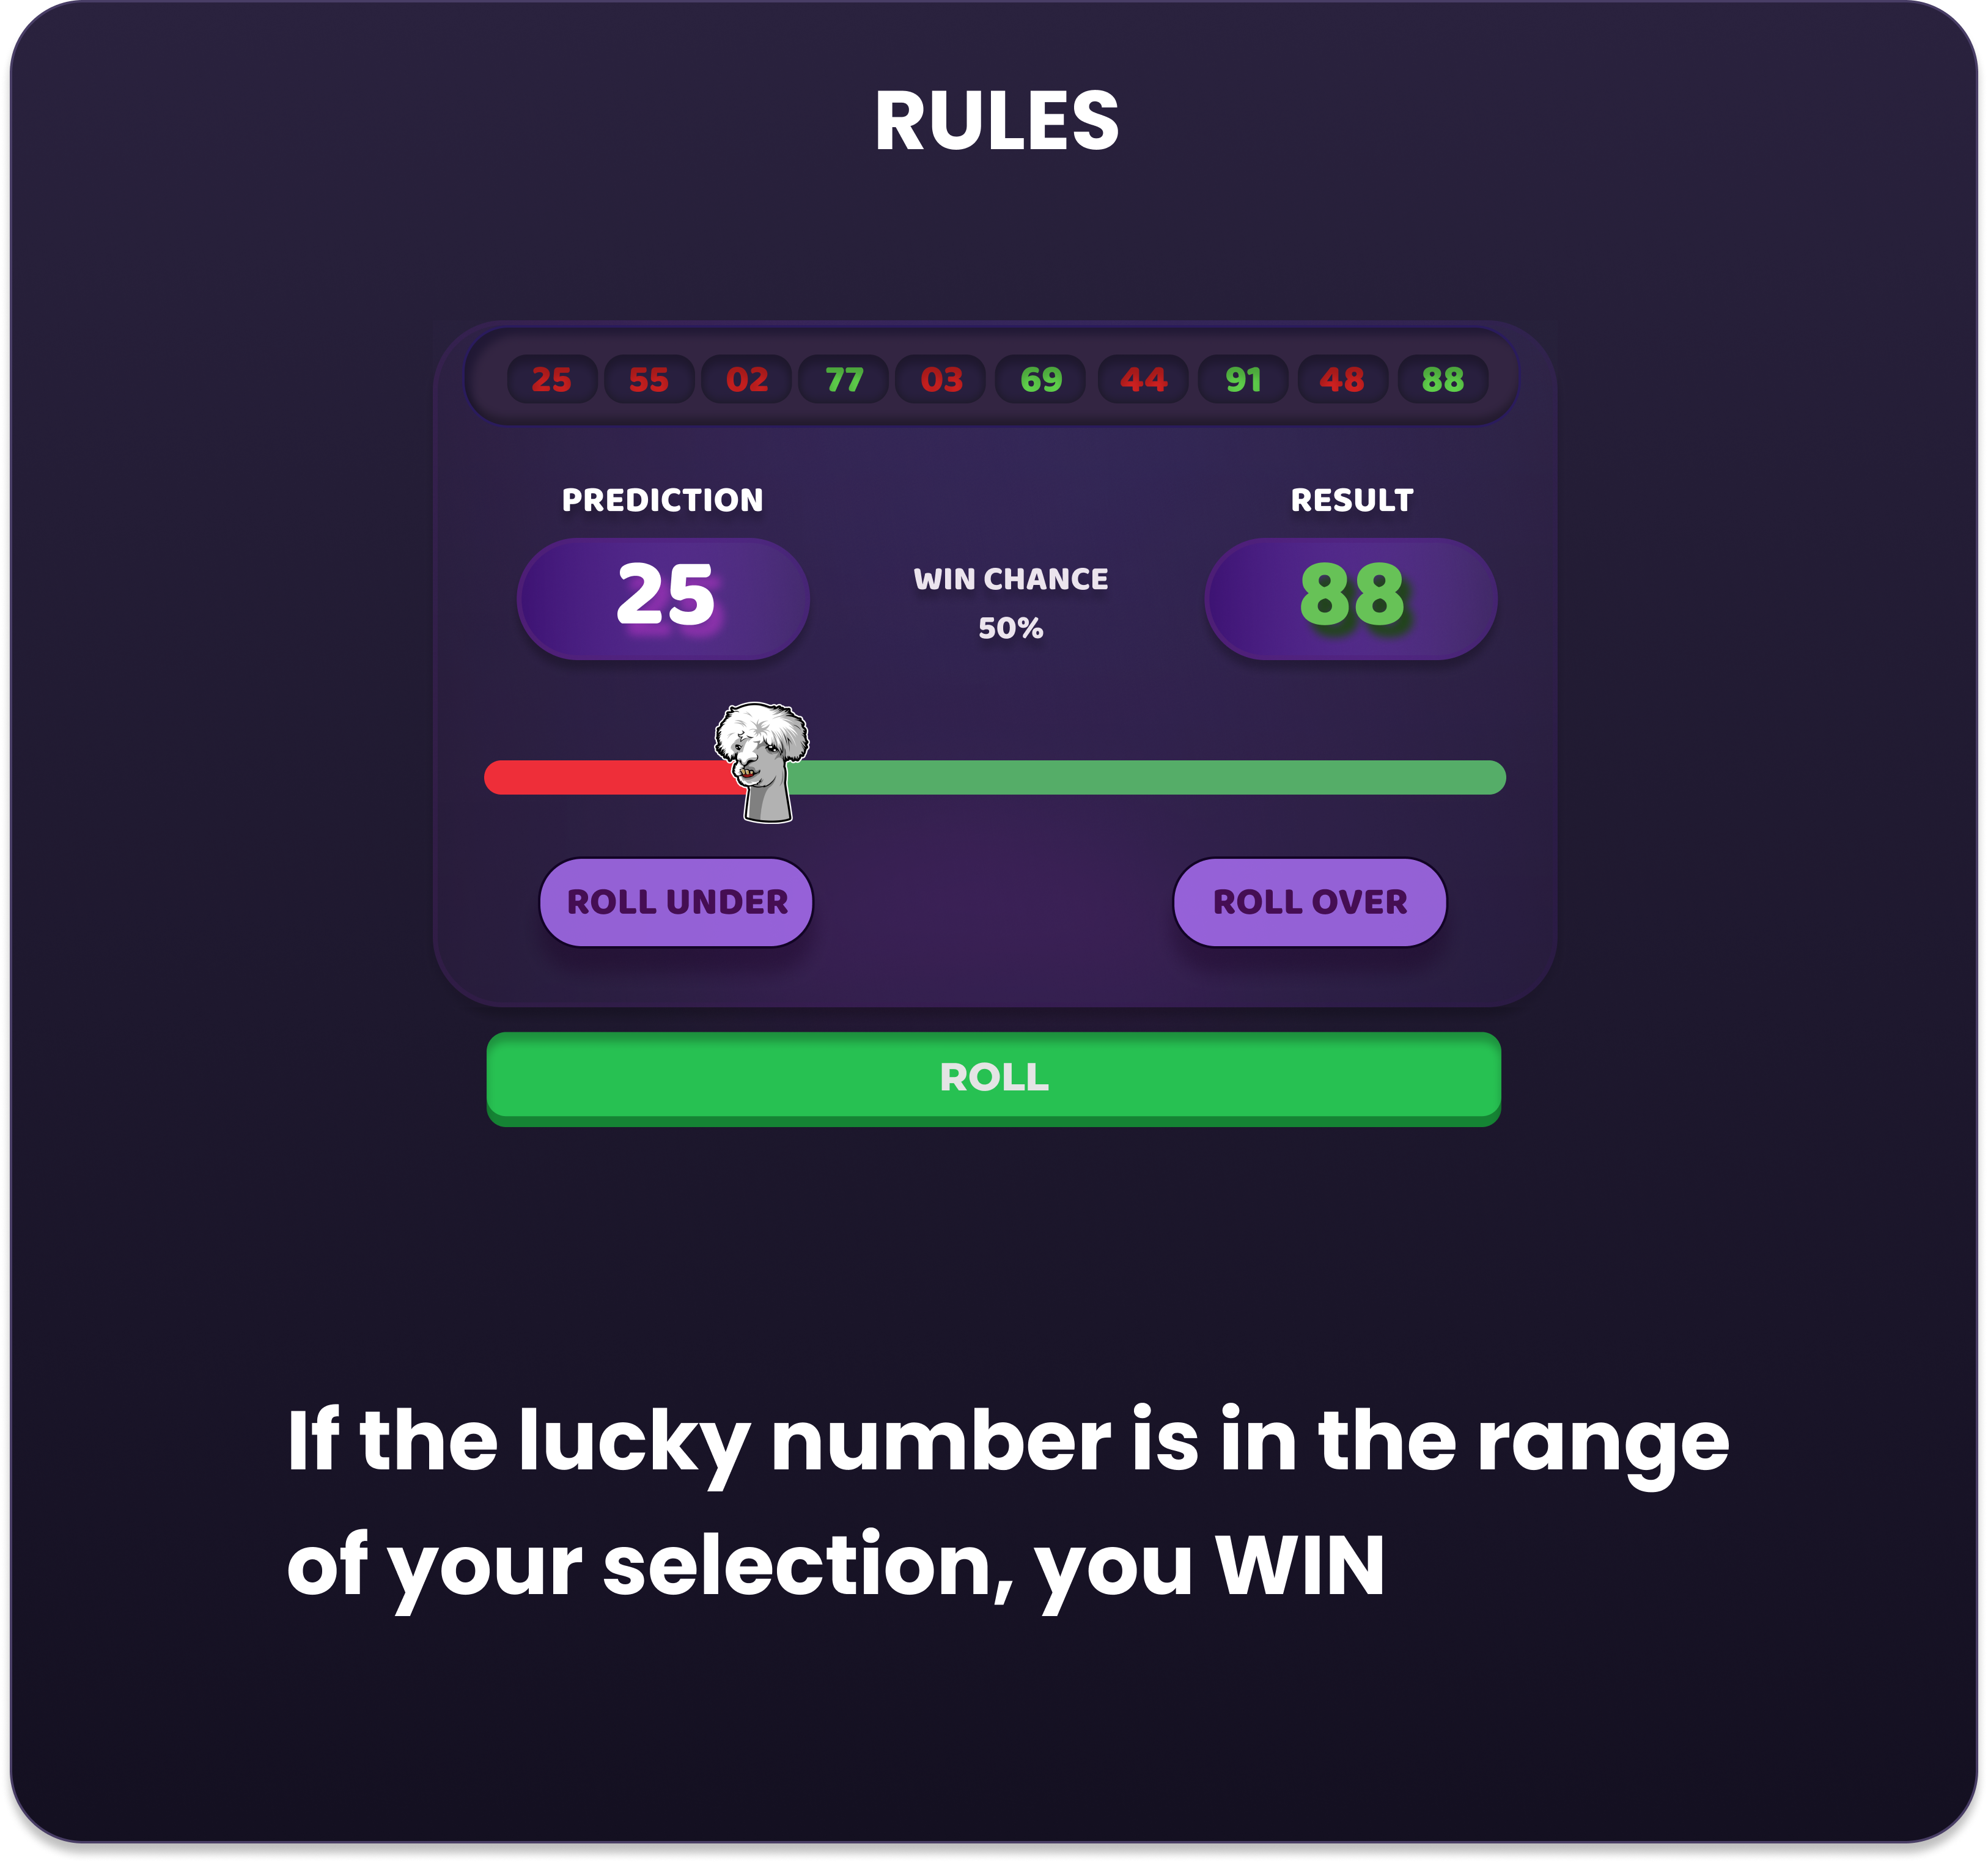 RULES
25 55 02 77 03 69 44 91 48 88
PREDICTION
RESULT
25
WIN CHANCE
50%
88
ROLL UNDER
ROLL OVER
ROLL
If the lucky number is in the range
of your selection, you WIN